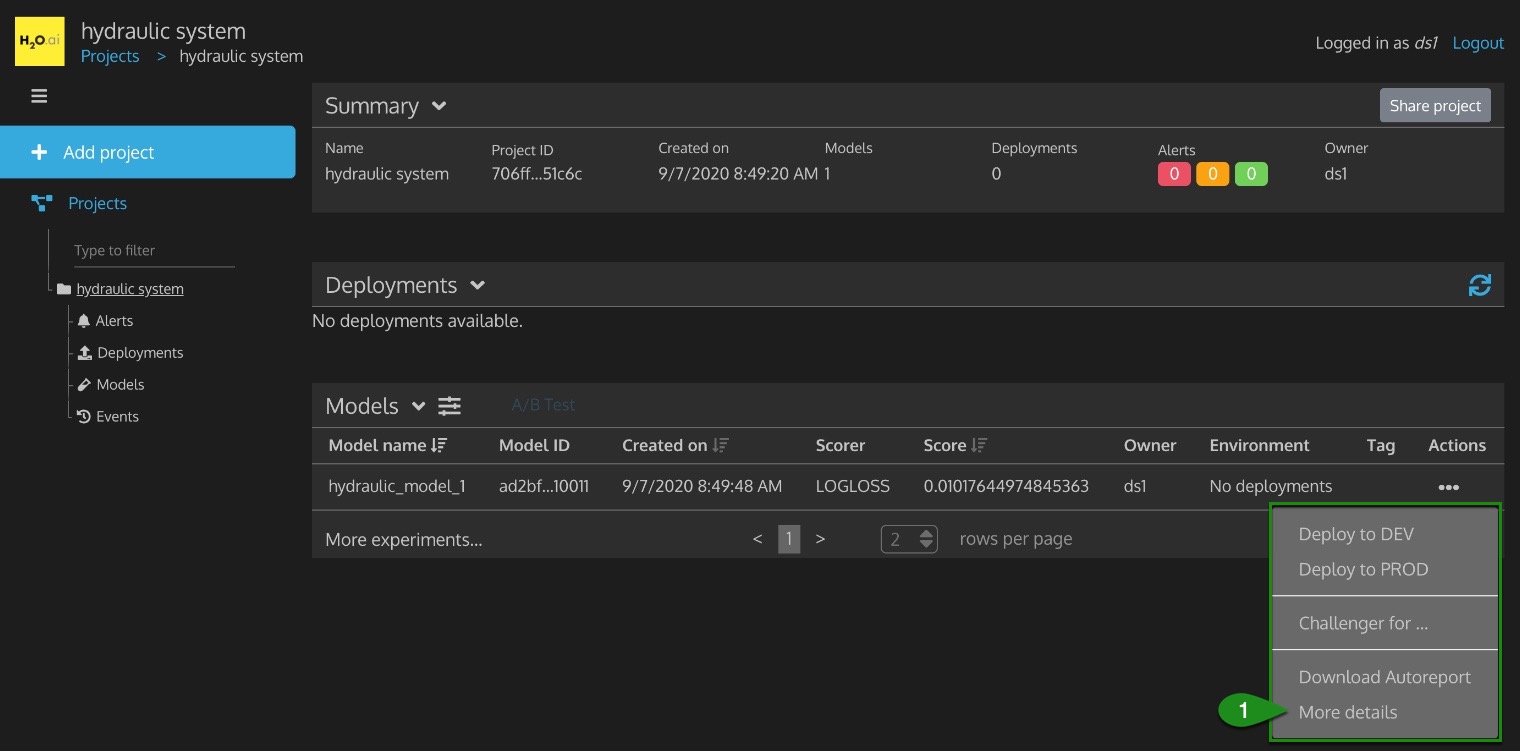 H2O.ai
hydraulic system
Projects > hydraulic system
Logged in as ds1 Logout
Add project
Projects
Type to filter
hydraulic system
Alerts
Deployments
Models
Events
Summary
Share project
Name Project ID Created on Models Deployments Alerts Owner
hydraulic system 706ff...51c6c 9/7/2020 8:49:20 AM 1 0 0 0 0 ds1
Deployments
No deployments available.
Models A/B Test
Model name Model ID Created on Scorer Score Owner Environment Tag Actions
hydraulic_model_1 ad2bf...10011 9/7/2020 8:49:48 AM LOGLOSS 0.01017644974845363 ds1 No deployments •••
More experiments... < 1 > 2 rows per page
Deploy to DEV
Deploy to PROD
Challenger for ...
Download Autoreport
1 More details